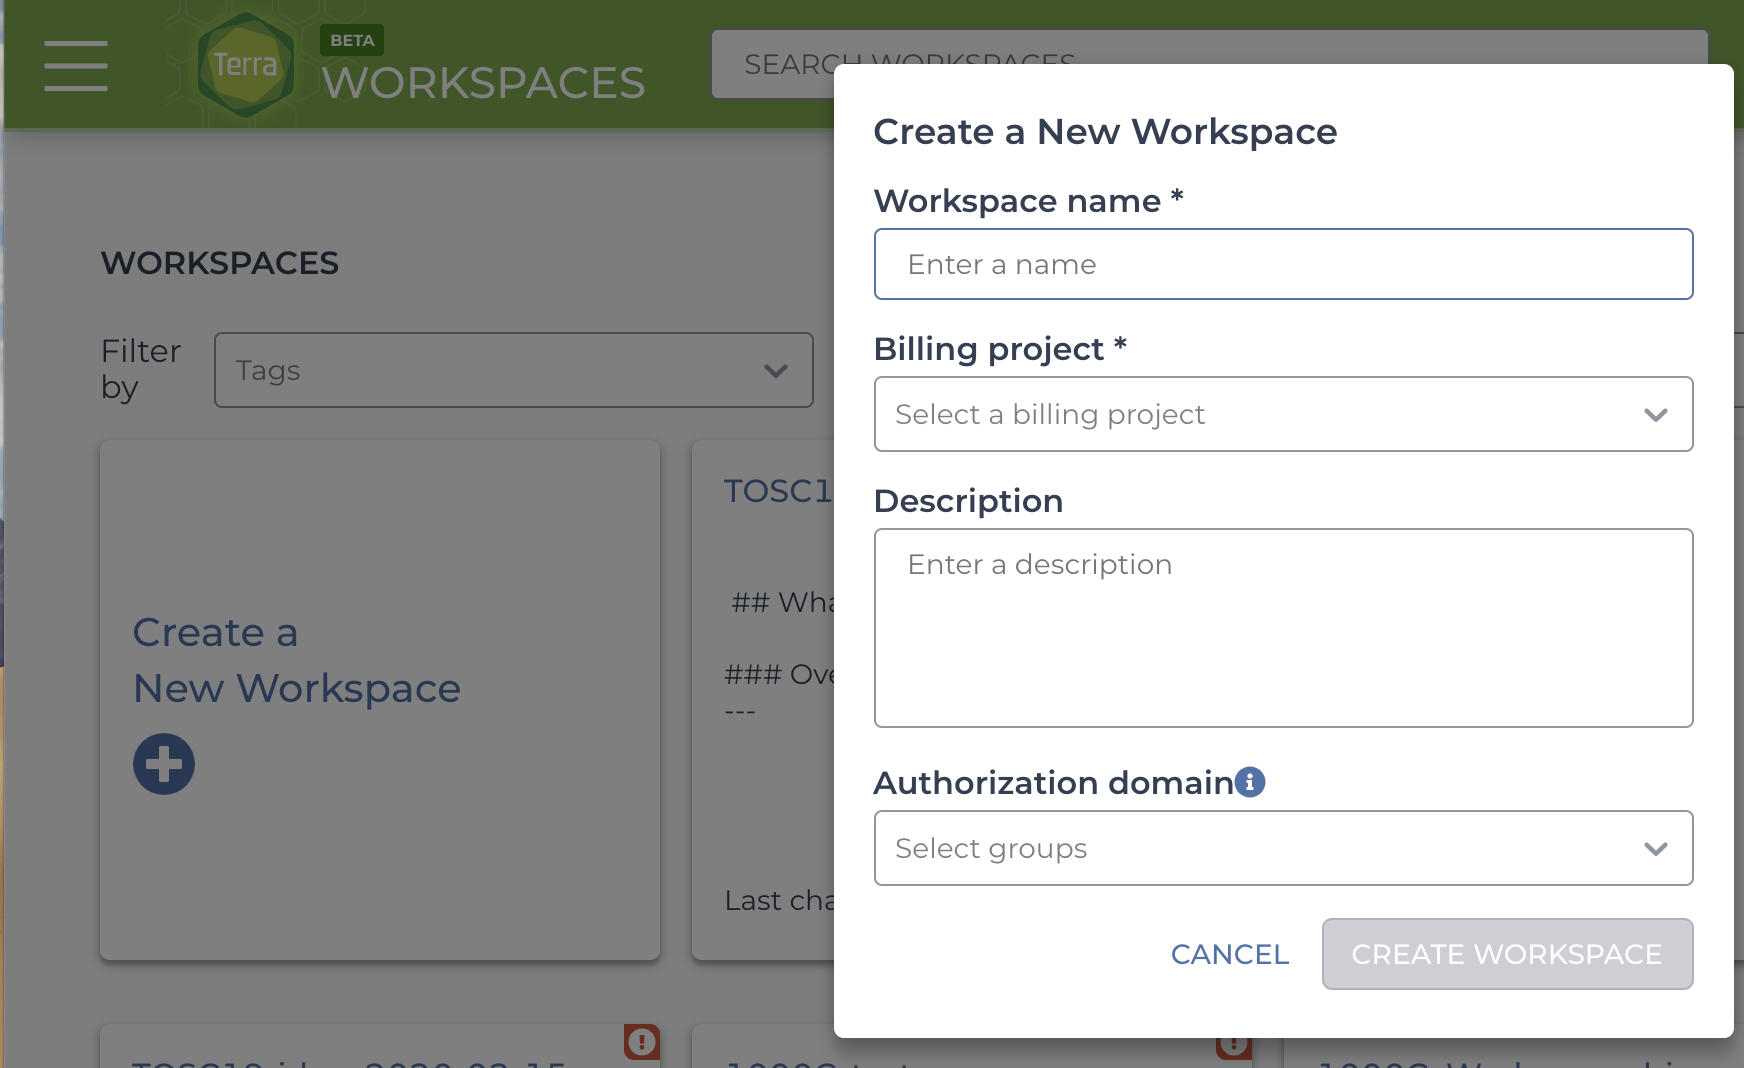 Terra
BETA
WORKSPACES
SEARCH WORKSPACES
WORKSPACES
Filter
by
Tags
Create a
New Workspace
TOSC1
## Wha
### Ove
---
Last cha
Create a New Workspace
Workspace name *
Enter a name
Billing project *
Select a billing project
Description
Enter a description
Authorization domain
Select groups
CANCEL
CREATE WORKSPACE